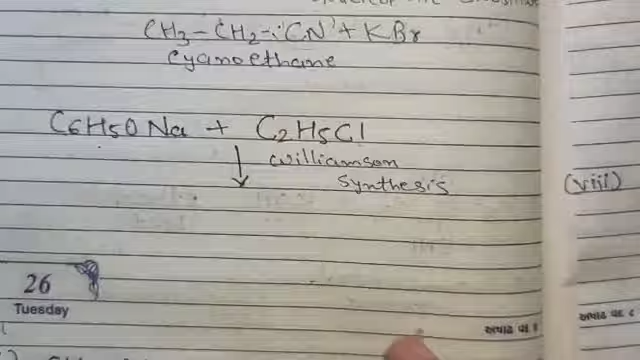 CH3 - CH2 - CN + KBr
Cyanoethane
C6H5ONa + C2H5Cl
Williamson
Synthesis
(viii)
26
Tuesday